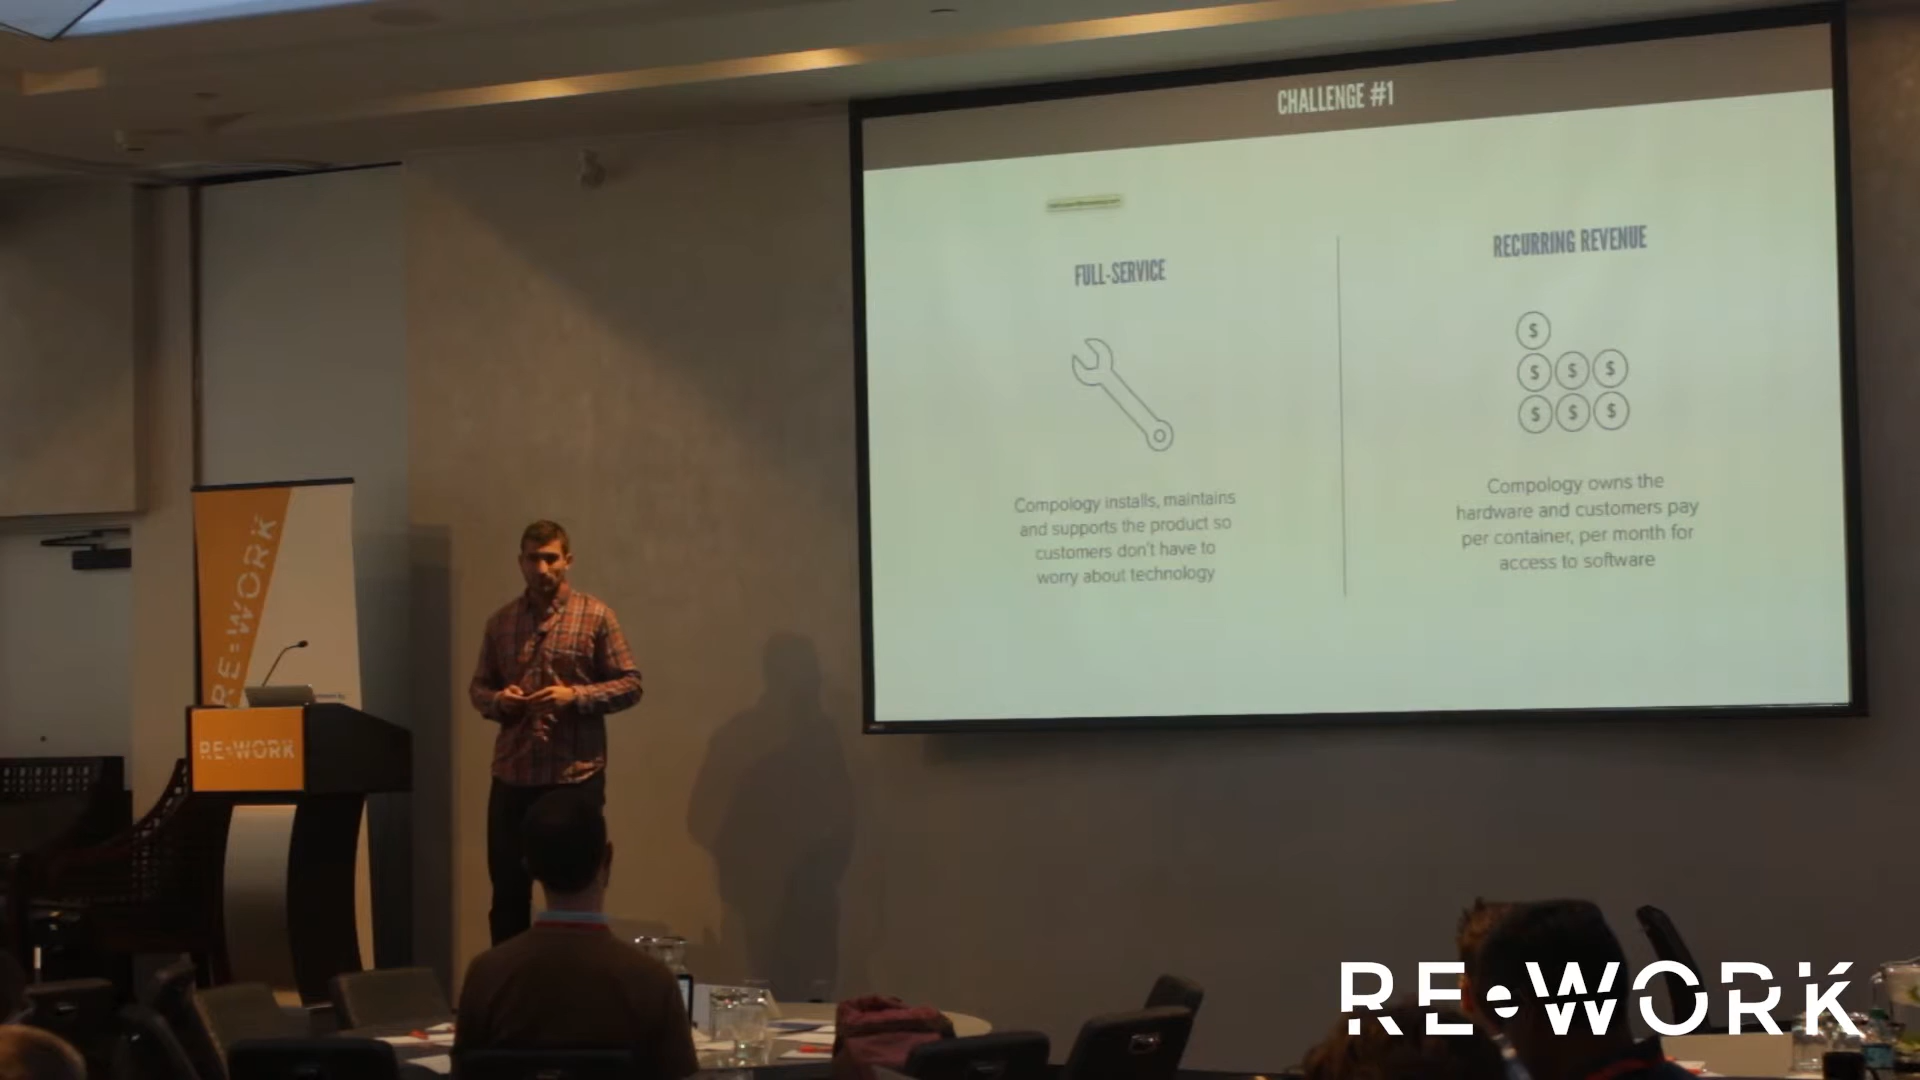 CHALLENGE #1
FULL-SERVICE
Compology installs, maintains
and supports the product so
customers don't have to
worry about technology
RECURRING REVENUE
$
$ $ $
$ $ $
Compology owns the
hardware and customers pay
per container, per month for
access to software
RE•WORK
RE•WORK
RE•WORK